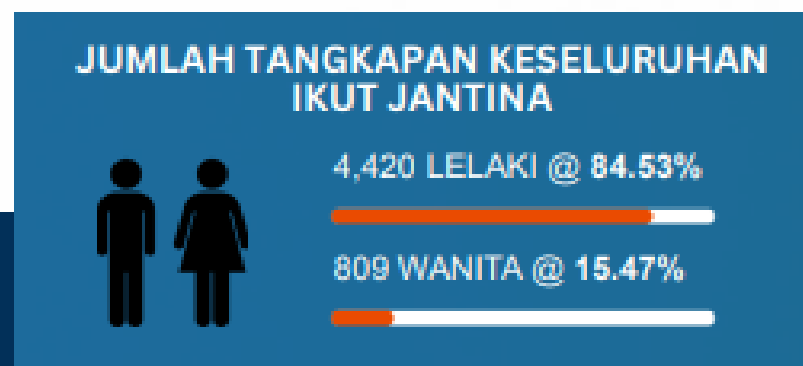 JUMLAH TANGKAPAN KESELURUHAN
IKUT JANTINA
4,420 LELAKI @ 84.53%
809 WANITA @ 15.47%